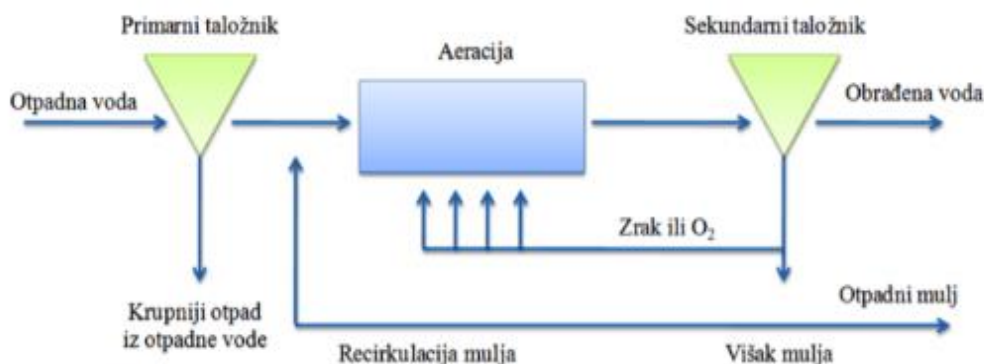 Primarni taložnik
Sekundarni taložnik
Aeracija
Otpadna voda
Obrađena voda
Zrak ili O₂
Krupniji otpad
iz otpadne vode
Otpadni mulj
Recirkulacija mulja
Višak mulja